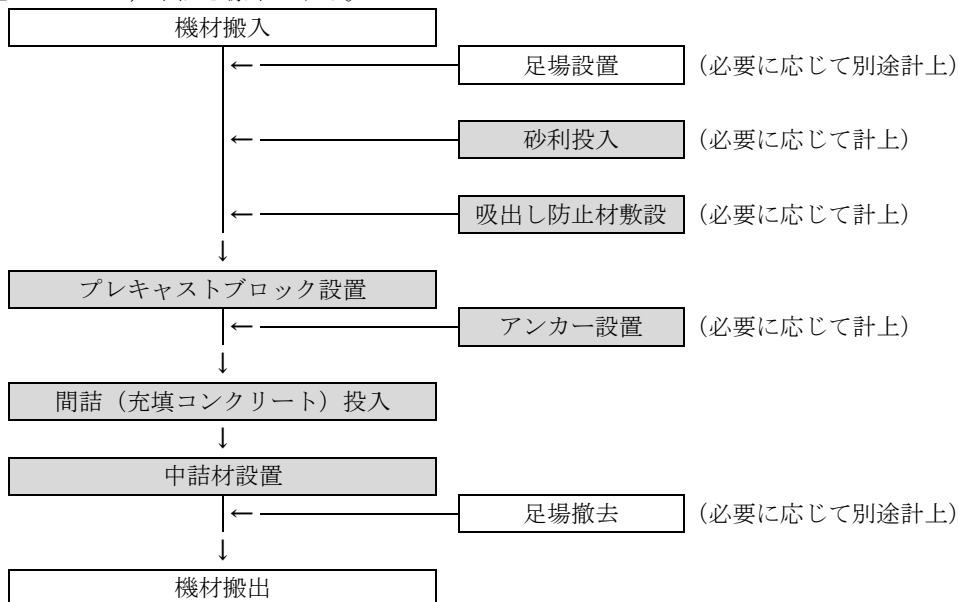 機材搬入
← 足場設置 (必要に応じて別途計上)
← 砂利投入 (必要に応じて計上)
← 吸出し防止材敷設 (必要に応じて計上)
↓
プレキャストブロック設置
← アンカー設置 (必要に応じて計上)
↓
間詰(充填コンクリート)投入
↓
中詰材設置
← 足場撤去 (必要に応じて別途計上)
↓
機材搬出